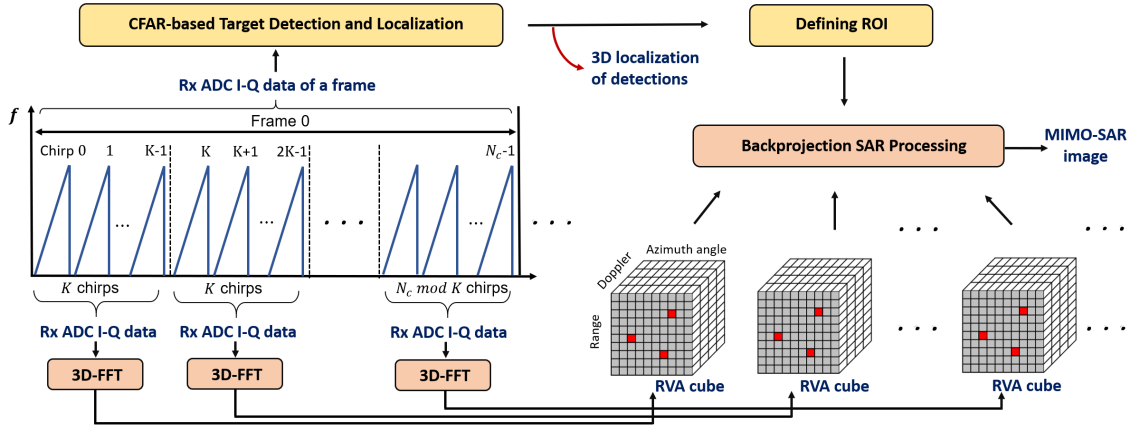 CFAR-based Target Detection and Localization
Defining ROI
3D localization
of detections
Rx ADC I-Q data of a frame
f
Frame 0
Chirp 0
1
K-1
K
K+1
2K-1
N_c-1
...
...
...
. . .
. . .
Backprojection SAR Processing
MIMO-SAR
image
. . .
. . .
Azimuth angle
Doppler
Range
K chirps
K chirps
N_c mod K chirps
Rx ADC I-Q data
Rx ADC I-Q data
Rx ADC I-Q data
. . .
. . .
3D-FFT
3D-FFT
3D-FFT
RVA cube
RVA cube
RVA cube